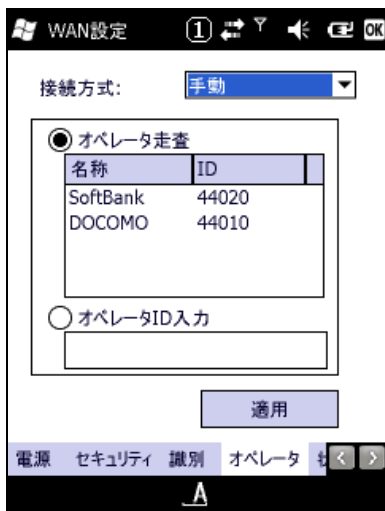 WAN設定 1 OK
接続方式: 手動
オペレータ走査
名称 ID
SoftBank 44020
DOCOMO 44010
オペレータID入力
適用
電源 セキュリティ 識別 オペレータ
A